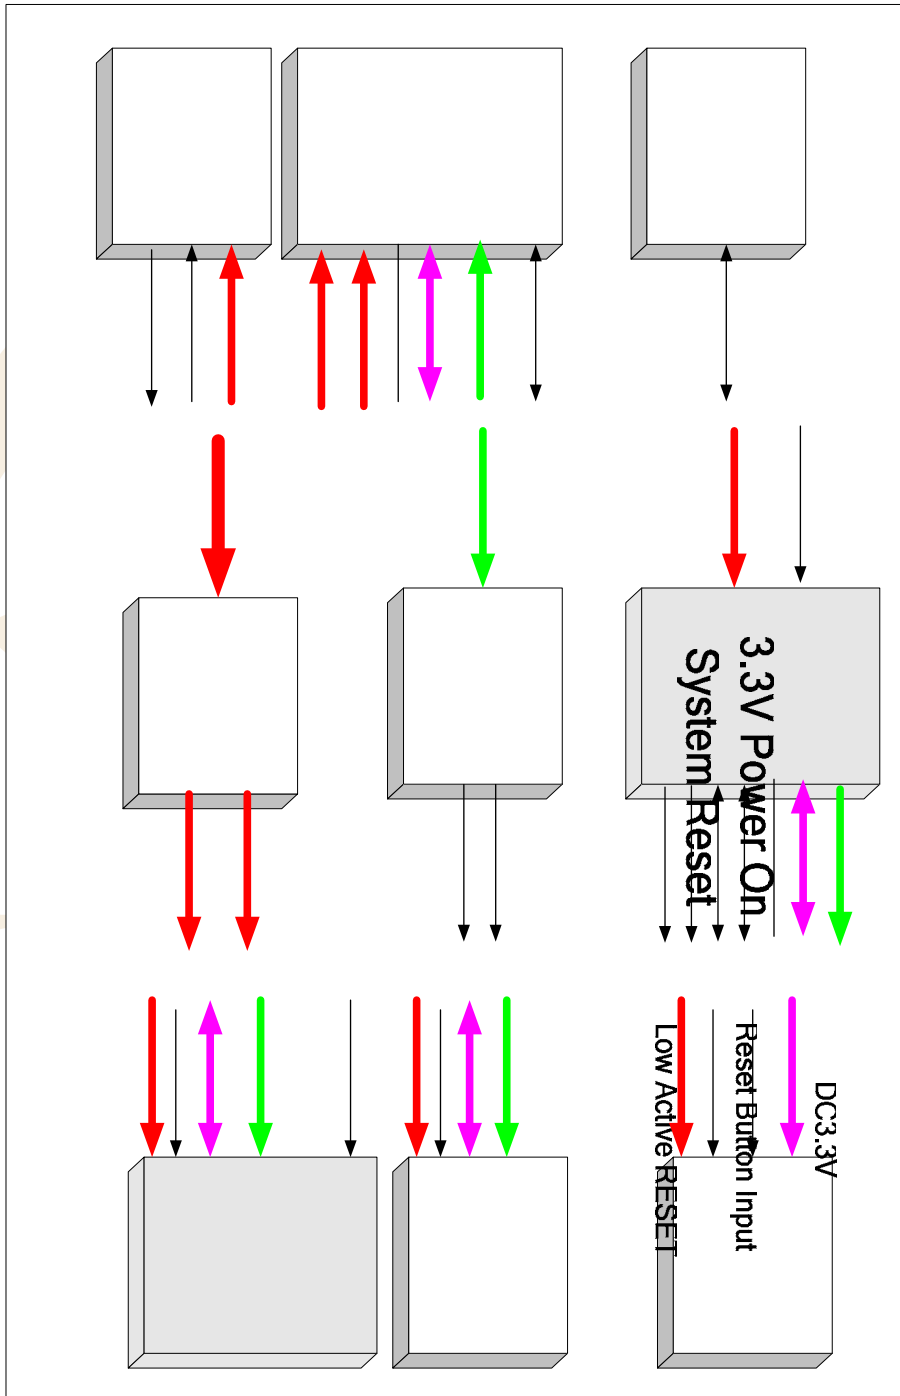 3.3V Power On
System Reset
DC3.3V
Reset Button Input
Low Active RESET